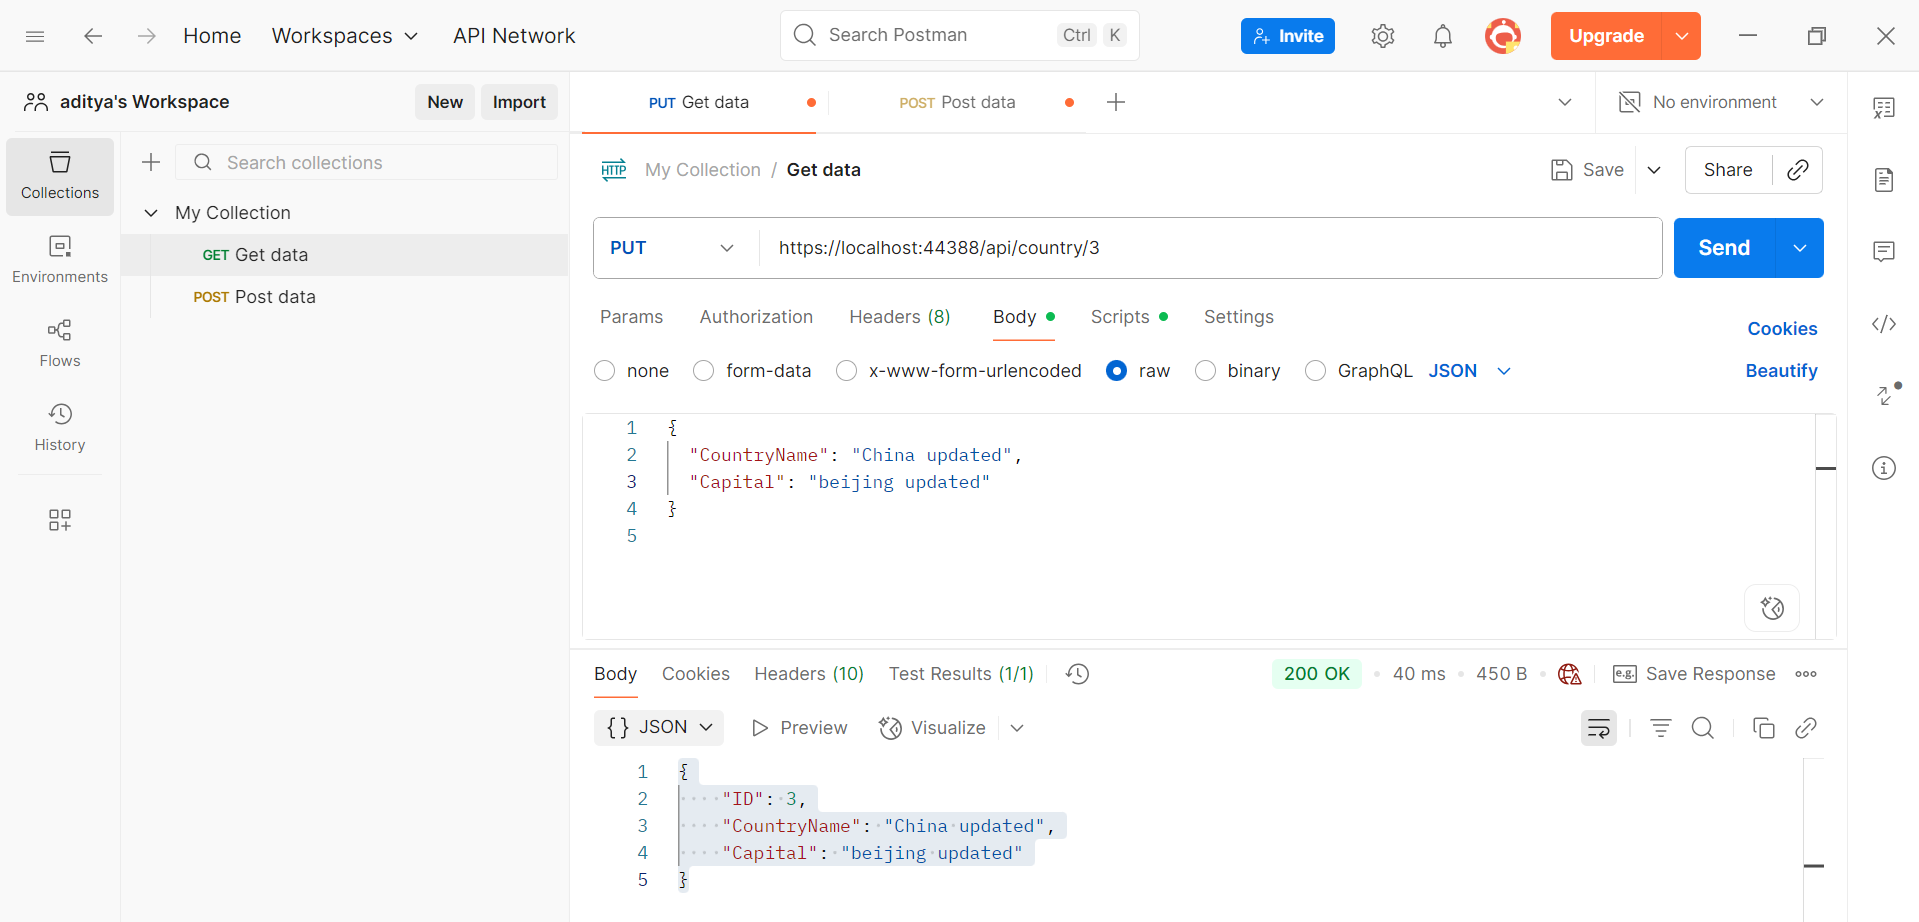 Home Workspaces API Network Search Postman Ctrl K Invite Upgrade
aditya's Workspace New Import PUT Get data POST Post data No environment
Collections Search collections My Collection / Get data Save Share
My Collection
GET Get data PUT https://localhost:44388/api/country/3 Send
Environments
POST Post data
Params Authorization Headers (8) Body Scripts Settings Cookies
Flows
none form-data x-www-form-urlencoded raw binary GraphQL JSON Beautify
History
1 {
2 "CountryName": "China updated",
3 "Capital": "beijing updated"
4 }
5
Body Cookies Headers (10) Test Results (1/1) 200 OK • 40 ms • 450 B • e.g. Save Response
{} JSON Preview Visualize
1 {
2 "ID": 3,
3 "CountryName": "China updated",
4 "Capital": "beijing updated"
5 }